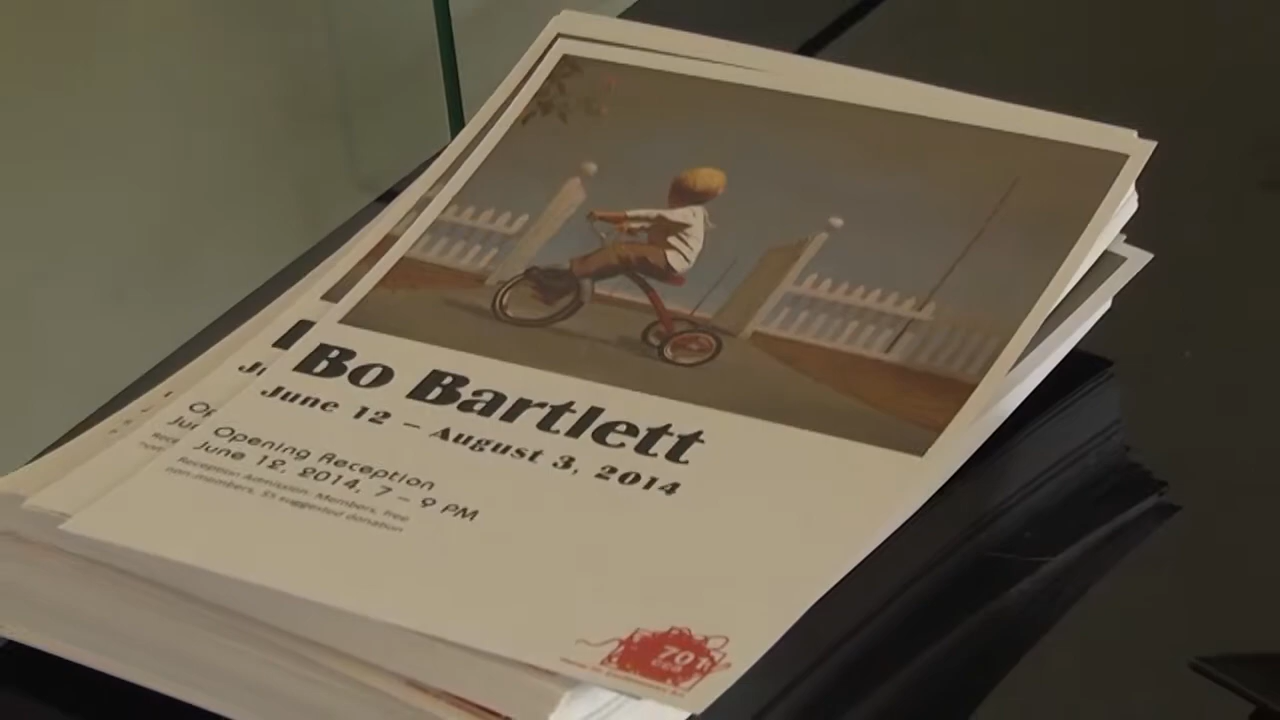 Bo Bartlett
June 12 – August 3, 2014
Opening Reception
June 12, 2014, 7 – 9 PM
Reception Admission: Members, free
non-members, $5 suggested donation
701